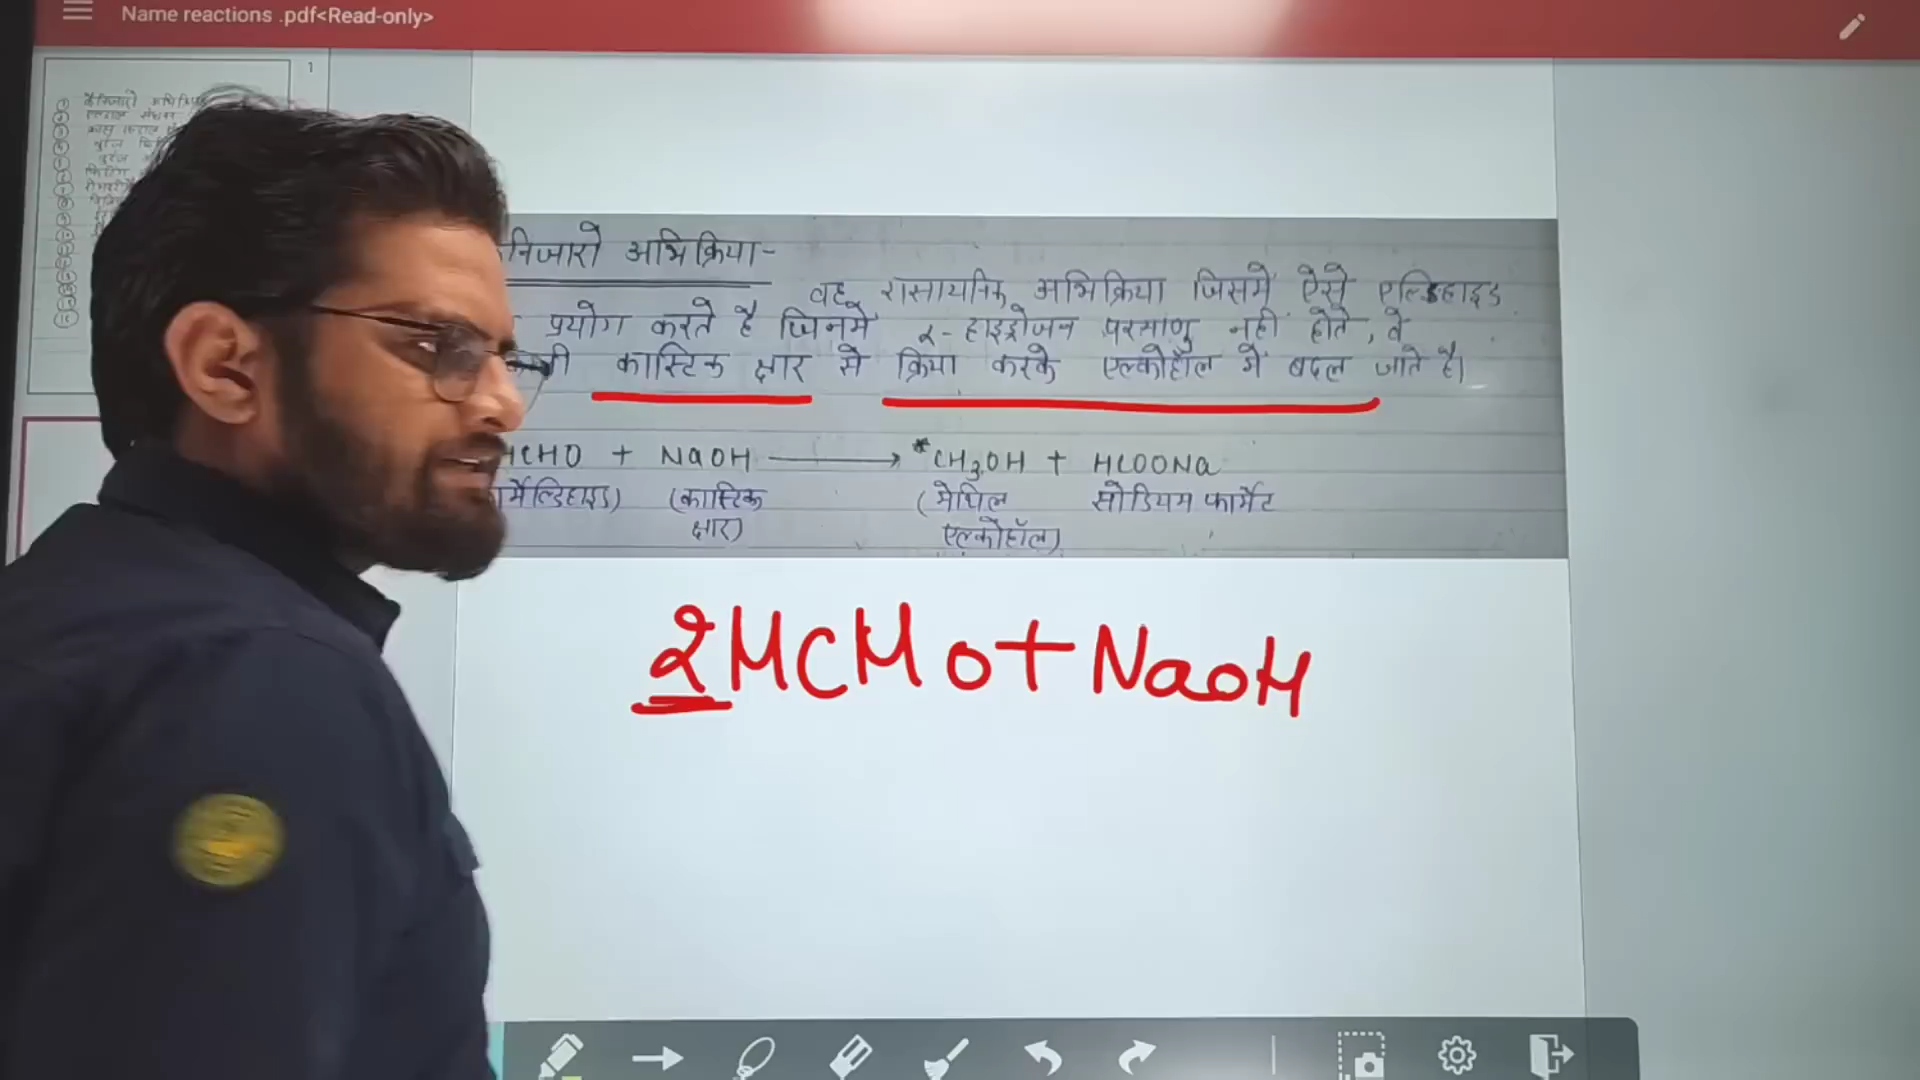 Name reactions .pdf<Read-only>
1
निजारो अभिक्रिया-
वह रासायनिक अभिक्रिया जिसमें ऐसे एल्डिहाइड
प्रयोग करते है जिनमें α- हाइड्रोजन परमाणु नही होते, वे
कास्टिक क्षार से क्रिया करके एल्कोहॉल में बदल जाते है।
HCHO + NaOH → *CH3OH + HCOONa
र्मेल्डिहाइड) (कास्टिक (मेथिल सोडियम फार्मेट
क्षार) एल्कोहॉल)
2HCHO+NaOH